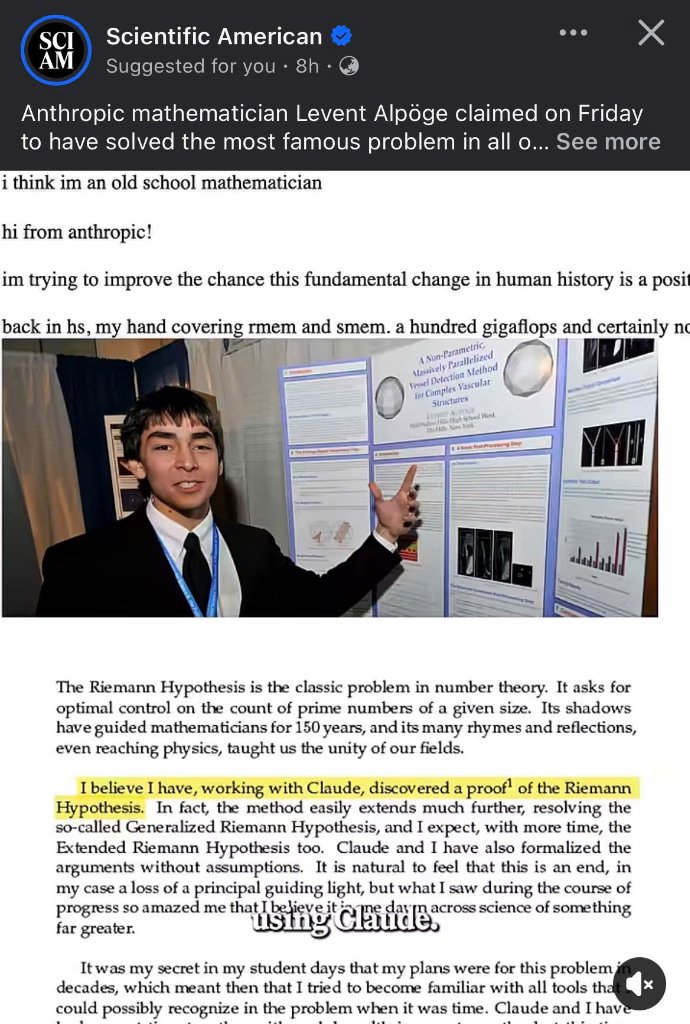 SCI
AM
Scientific American
Suggested for you · 8h ·
Anthropic mathematician Levent Alpöge claimed on Friday
to have solved the most famous problem in all o... See more
i think im an old school mathematician
hi from anthropic!
im trying to improve the chance this fundamental change in human history is a posit
back in hs, my hand covering rmem and smem. a hundred gigaflops and certainly no
A Non-Parametric,
Massively Parallelized
Vessel Detection Method
for Complex Vascular
Structures
The Riemann Hypothesis is the classic problem in number theory. It asks for
optimal control on the count of prime numbers of a given size. Its shadows
have guided mathematicians for 150 years, and its many rhymes and reflections,
even reaching physics, taught us the unity of our fields.
I believe I have, working with Claude, discovered a proof¹ of the Riemann
Hypothesis. In fact, the method easily extends much further, resolving the
so-called Generalized Riemann Hypothesis, and I expect, with more time, the
Extended Riemann Hypothesis too. Claude and I have also formalized the
arguments without assumptions. It is natural to feel that this is an end, in
my case a loss of a principal guiding light, but what I saw during the course of
progress so amazed me that I believe it across science of something
far greater.
using Claude.
It was my secret in my student days that my plans were for this problem in
decades, which meant then that I tried to become familiar with all tools that
could possibly recognize in the problem when it was time. Claude and I have